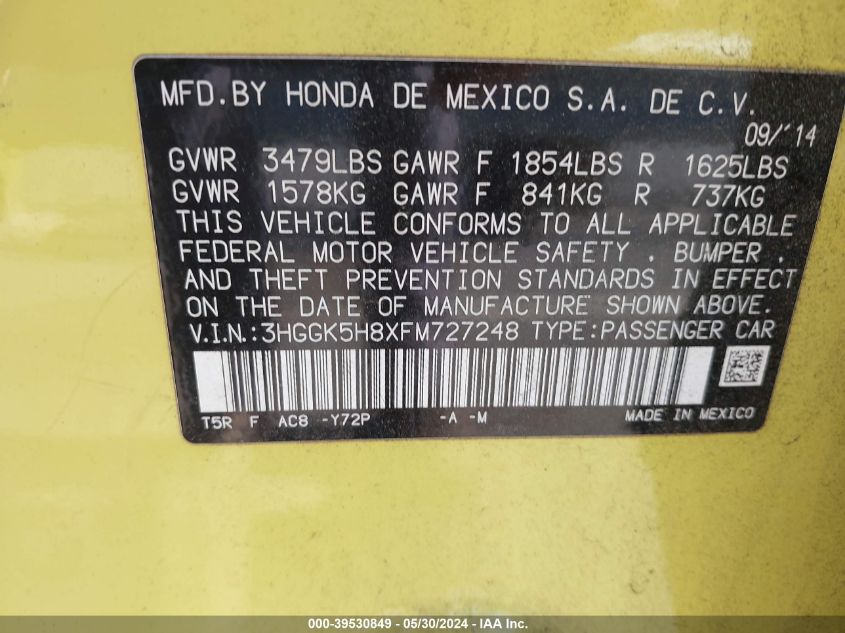 MFD.BY HONDA DE MEXICO S.A. DE C.V.
09/'14
GVWR 3479LBS GAWR F 1854LBS R 1625LBS
GVWR 1578KG GAWR F 841KG R 737KG
THIS VEHICLE CONFORMS TO ALL APPLICABLE
FEDERAL MOTOR VEHICLE SAFETY . BUMPER .
AND THEFT PREVENTION STANDARDS IN EFFECT
ON THE DATE OF MANUFACTURE SHOWN ABOVE.
V.I.N.:3HGGK5H8XFM727248 TYPE:PASSENGER CAR
T5R F AC8 -Y72P -A -M MADE IN MEXICO
000-39530849 - 05/30/2024 - IAA Inc.